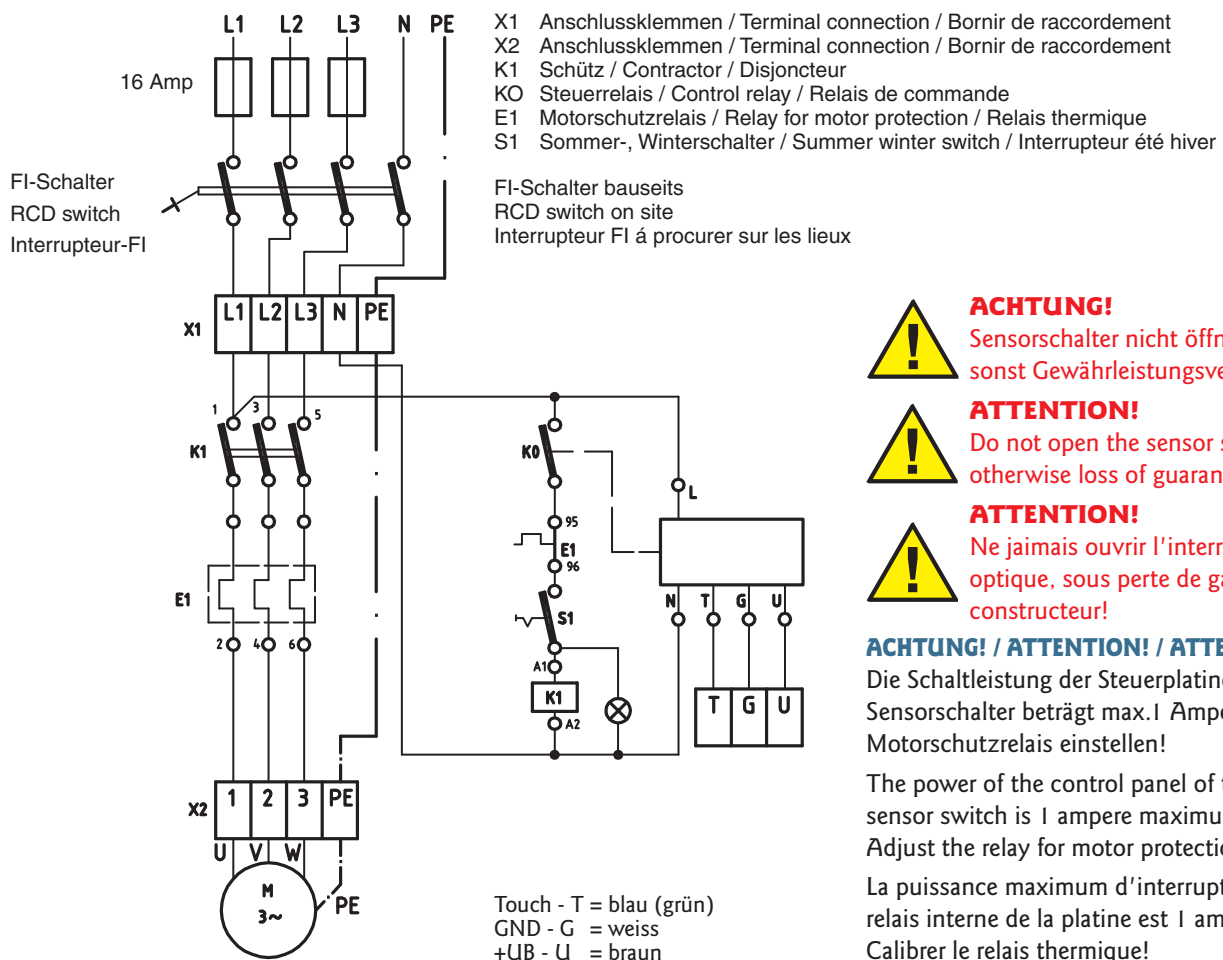 L1 L2 L3 N PE
16 Amp
X1 Anschlussklemmen / Terminal connection / Bornir de raccordement
X2 Anschlussklemmen / Terminal connection / Bornir de raccordement
K1 Schütz / Contractor / Disjoncteur
KO Steuerrelais / Control relay / Relais de commande
E1 Motorschutzrelais / Relay for motor protection / Relais thermique
S1 Sommer-, Winterschalter / Summer winter switch / Interrupteur été hiver
FI-Schalter
RCD switch
Interrupteur-FI
FI-Schalter bauseits
RCD switch on site
Interrupteur FI á procurer sur les lieux
X1 L1 L2 L3 N PE
1 3 5
K1
E1
2 4 6
K0
95
E1
96
S1
A1
K1
A2
L
N T G U
T G U
X2 1 2 3 PE
U V W
M
3~
PE
Touch - T = blau (grün)
GND - G = weiss
+UB - U = braun
ACHTUNG!
Sensorschalter nicht öffn
sonst Gewährleistungsve
ATTENTION!
Do not open the sensor s
otherwise loss of guaran
ATTENTION!
Ne jaimais ouvrir l'interr
optique, sous perte de ga
constructeur!
ACHTUNG! / ATTENTION! / ATTE
Die Schaltleistung der Steuerplatine
Sensorschalter beträgt max.1 Ampe
Motorschutzrelais einstellen!
The power of the control panel of t
sensor switch is 1 ampere maximu
Adjust the relay for motor protectio
La puissance maximum d'interrupt
relais interne de la platine est 1 am
Calibrer le relais thermique!